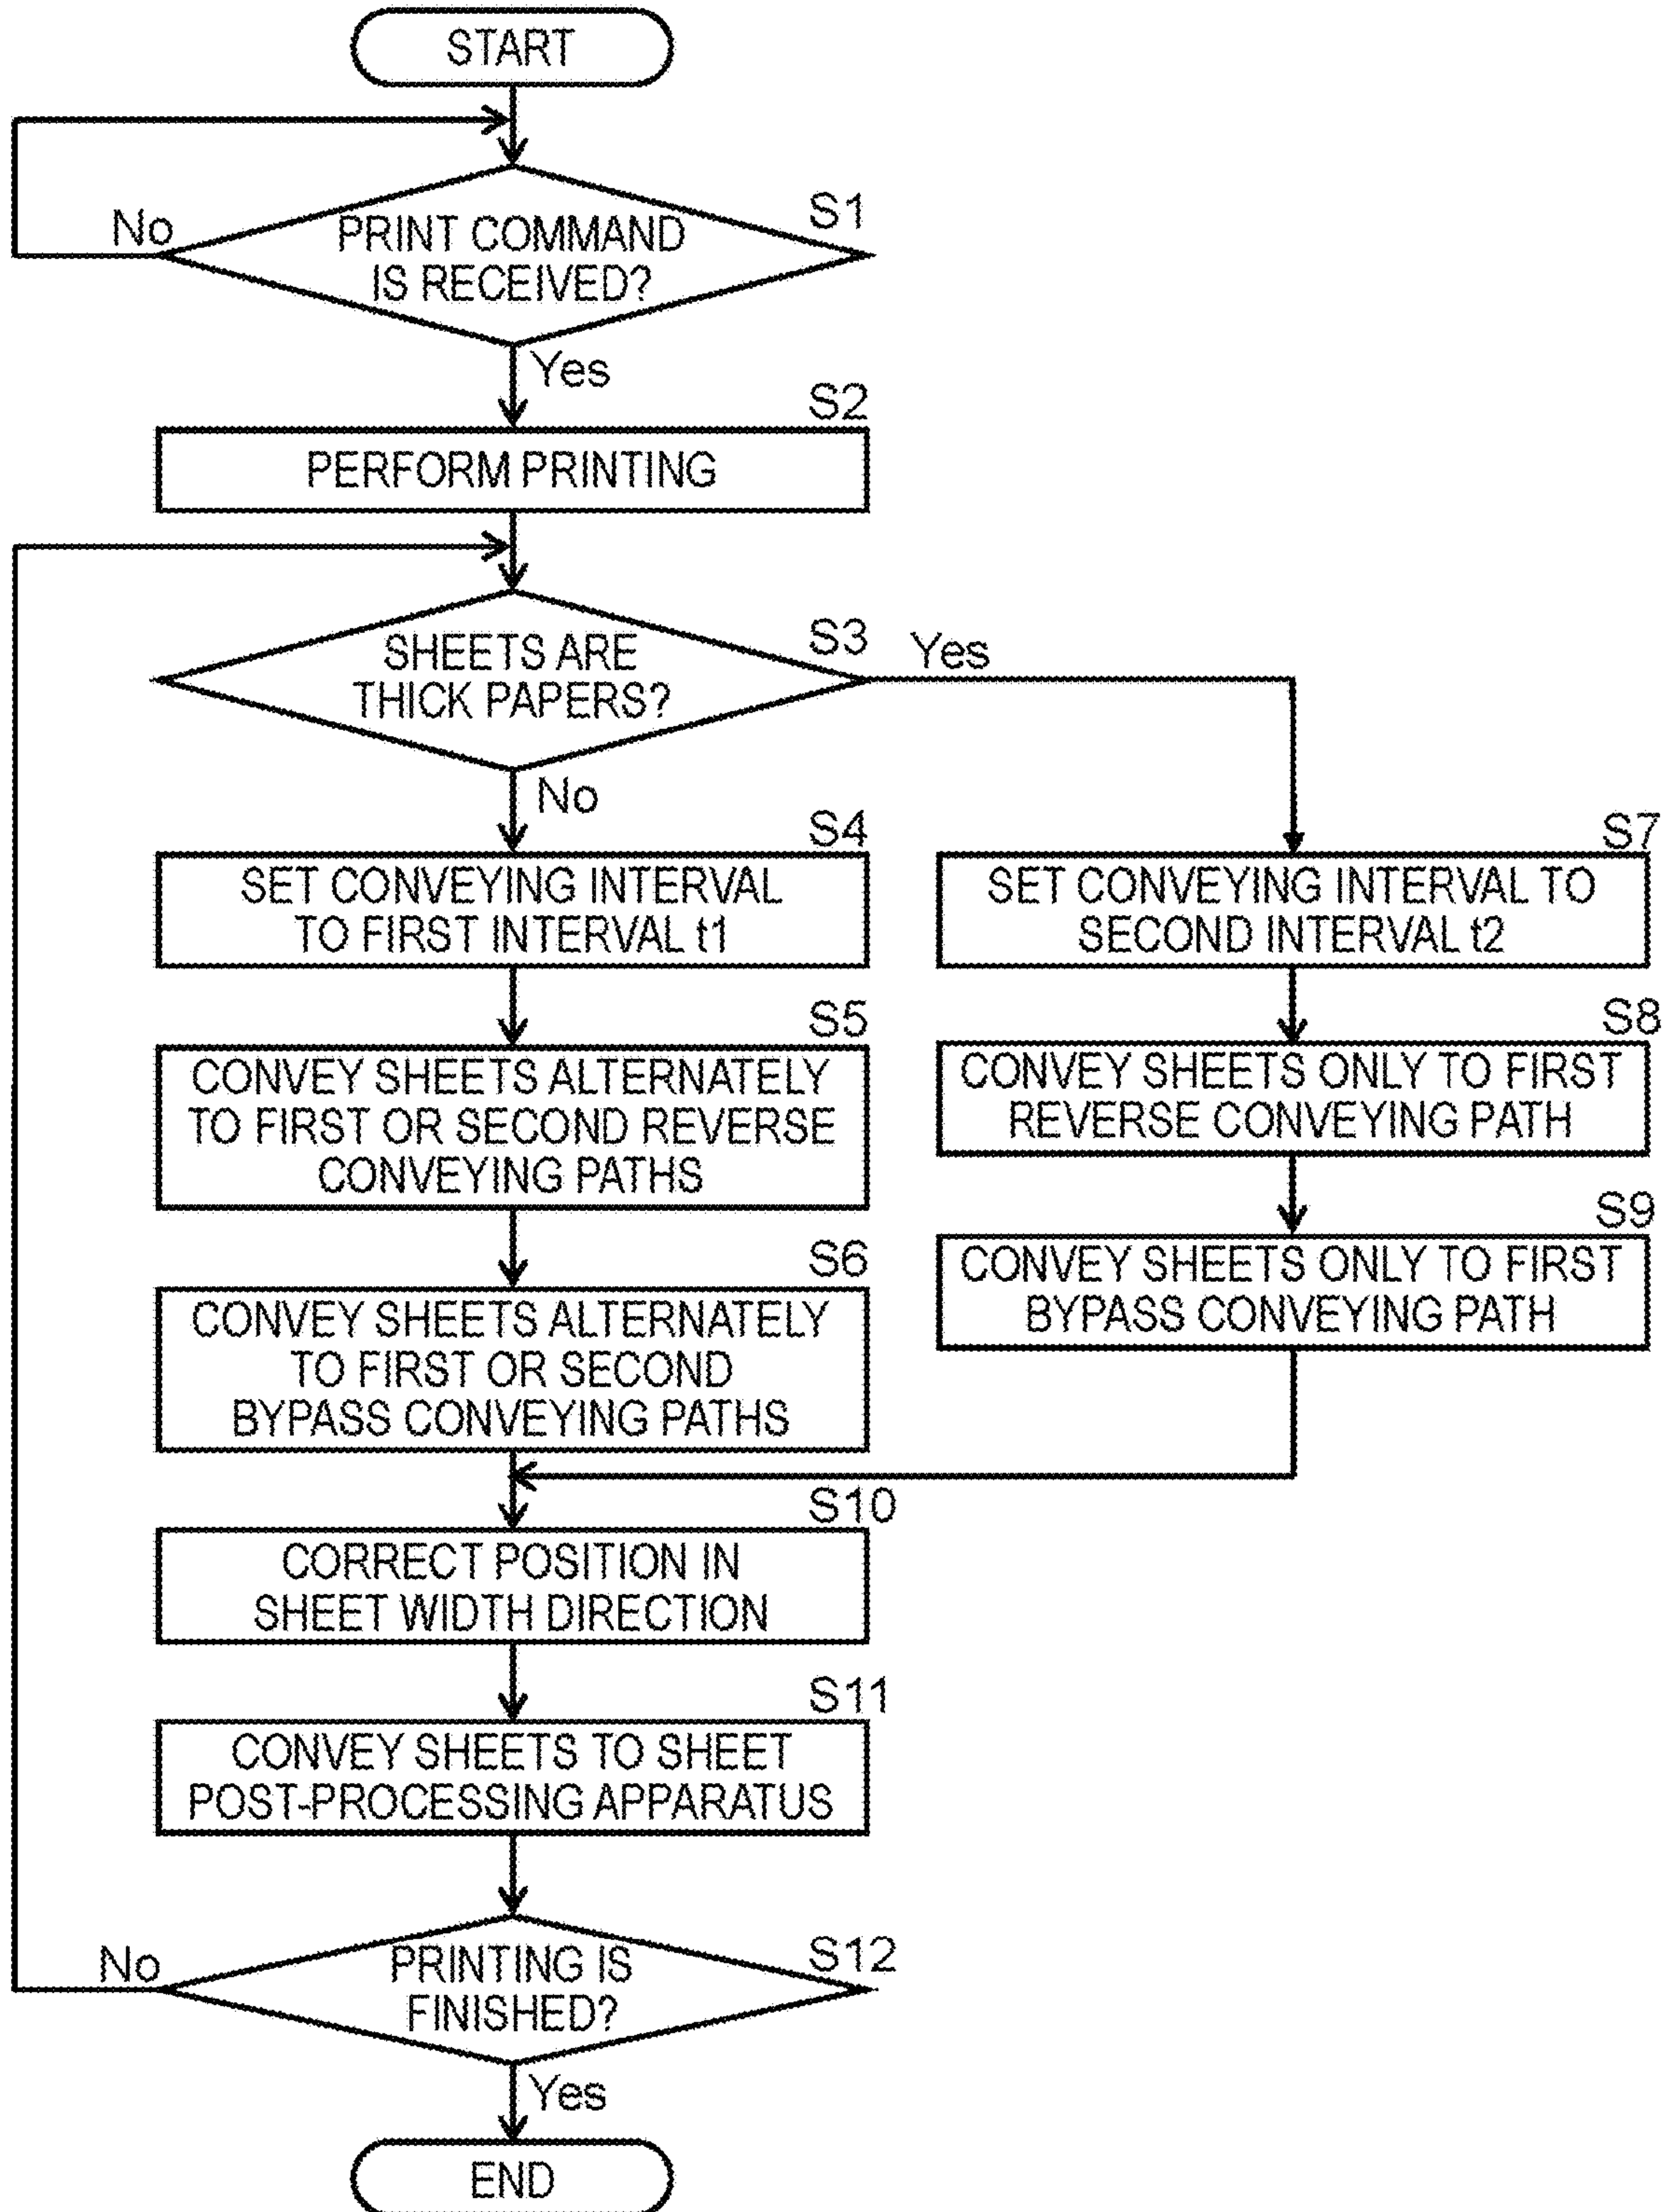 START
No
PRINT COMMAND
IS RECEIVED?
S1
Yes
S2
PERFORM PRINTING
SHEETS ARE
THICK PAPERS?
S3
Yes
No
S4
SET CONVEYING INTERVAL
TO FIRST INTERVAL t1
S7
SET CONVEYING INTERVAL TO
SECOND INTERVAL t2
S5
CONVEY SHEETS ALTERNATELY
TO FIRST OR SECOND REVERSE
CONVEYING PATHS
S8
CONVEY SHEETS ONLY TO FIRST
REVERSE CONVEYING PATH
S6
CONVEY SHEETS ALTERNATELY
TO FIRST OR SECOND
BYPASS CONVEYING PATHS
S9
CONVEY SHEETS ONLY TO FIRST
BYPASS CONVEYING PATH
S10
CORRECT POSITION IN
SHEET WIDTH DIRECTION
S11
CONVEY SHEETS TO SHEET
POST-PROCESSING APPARATUS
No
PRINTING IS
FINISHED?
S12
Yes
END